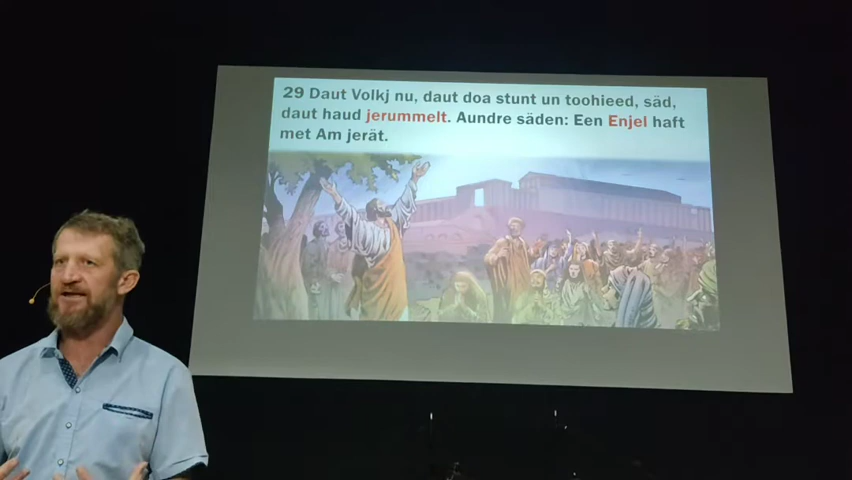 29 Daut Volkj nu, daut doa stunt un toohieed, säd,
daut haud jerummelt. Aundre säden: Een Enjel haft
met Am jerät.